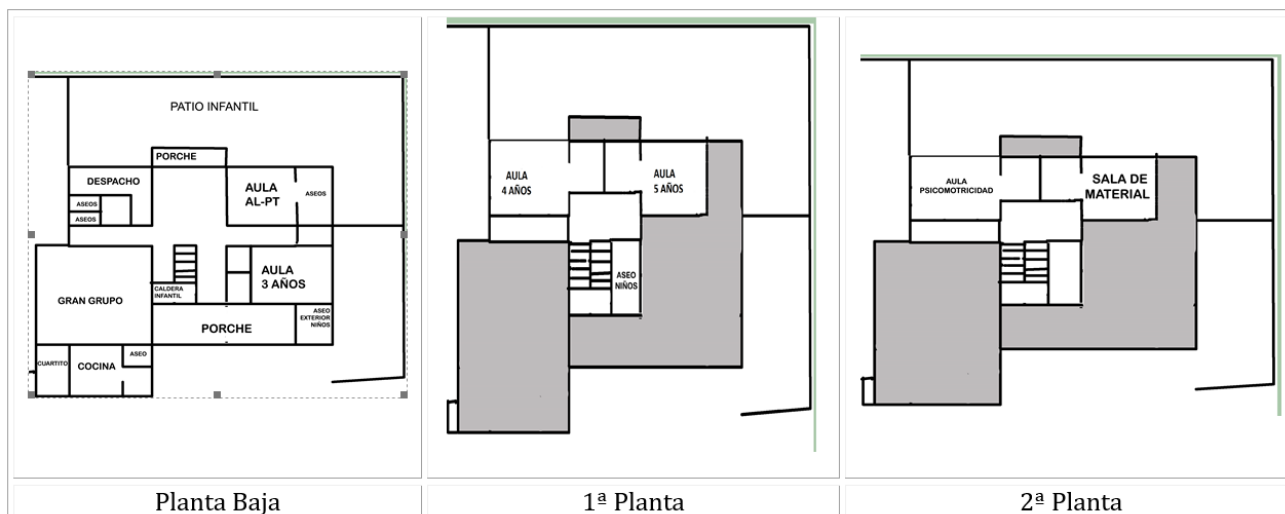 PATIO INFANTIL
PORCHE
DESPACHO
AULA
AL-PT
ASEOS
ASEOS
ASEOS
GRAN GRUPO
CALDERA
INFANTIL
AULA
3 AÑOS
PORCHE
ASEO
EXTERIOR
NIÑOS
CUARTITO
COCINA
ASEO
Planta Baja
AULA
4 AÑOS
AULA
5 AÑOS
ASEO
NIÑOS
1ª Planta
AULA
PSICOMOTRICIDAD
SALA DE
MATERIAL
2ª Planta